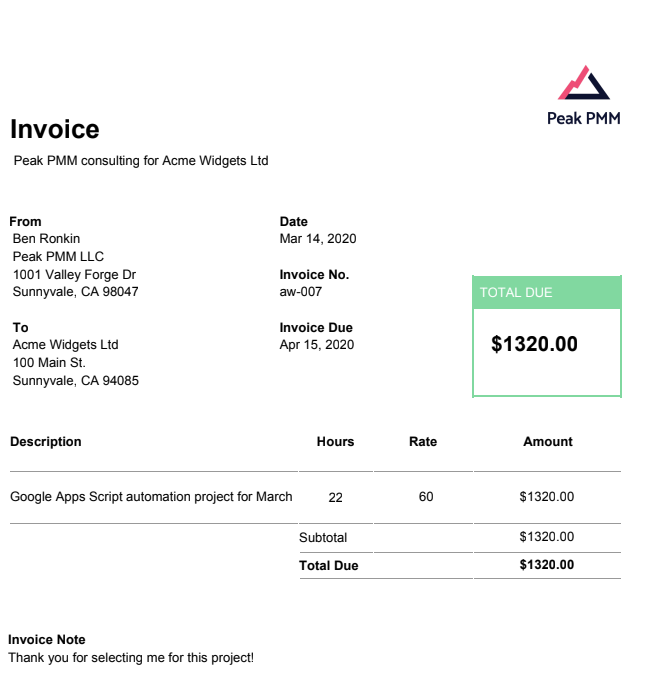 Peak PMM
Invoice
Peak PMM consulting for Acme Widgets Ltd
From
Ben Ronkin
Peak PMM LLC
1001 Valley Forge Dr
Sunnyvale, CA 98047
Date
Mar 14, 2020
Invoice No.
aw-007
To
Acme Widgets Ltd
100 Main St.
Sunnyvale, CA 94085
Invoice Due
Apr 15, 2020
TOTAL DUE
$1320.00
Description Hours Rate Amount
Google Apps Script automation project for March 22 60 $1320.00
Subtotal $1320.00
Total Due $1320.00
Invoice Note
Thank you for selecting me for this project!